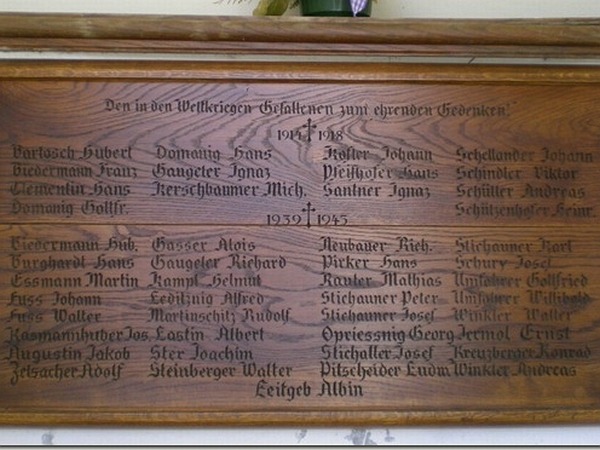 Den in den Weltkriegen Gefallenen zum ehrenden Gedenken!
1914 † 1918
Bartosch Hubert Domanig Hans Kofler Johann Schellander Johann
Biedermann Franz Gaugeler Ignaz Pfeifhofer Hans Schindler Viktor
Clementin Hans Kerschbaumer Mich. Santner Ignaz Schüller Andreas
Domanig Gottfr. Schützenhofer Heinr.
1939 † 1945
Biedermann Hub. Gasser Alois Neubauer Rich. Stichauner Karl
Burghardt Hans Gaugeler Richard Pirker Hans Schury Josef
Essmann Martin Kampl Helmut Rauter Mathias Umfahrer Gottfried
Fuss Johann Leditznig Alfred Stichauner Peter Umfahrer Willibald
Fuss Walter Martinschitz Rudolf Stichauner Josef Winkler Walter
Kasmannhuber Jos. Lastin Albert Opriessnig Georg Jermol Ernst
Augustin Jakob Ster Joachim Stichaller Josef Kreuzberger Konrad
Zelsacher Adolf Steinberger Walter Pitscheider Ludw. Winkler Andreas
Leitgeb Albin